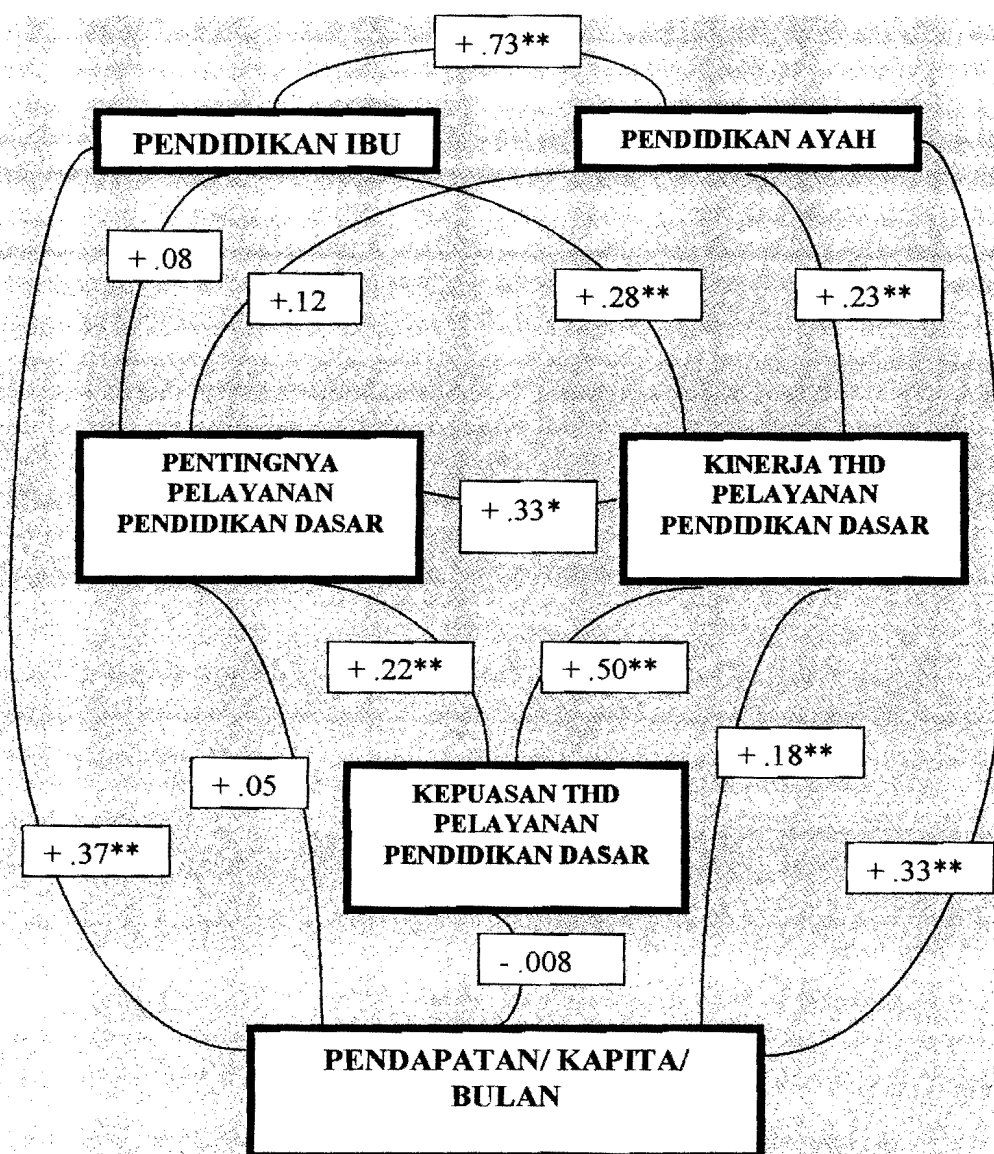 + .73**
PENDIDIKAN IBU
PENDIDIKAN AYAH
+ .08
+.12
+ .28**
+ .23**
PENTINGNYA
PELAYANAN
PENDIDIKAN DASAR
+ .33*
KINERJA THD
PELAYANAN
PENDIDIKAN DASAR
+ .22**
+ .50**
+ .05
KEPUASAN THD
PELAYANAN
PENDIDIKAN DASAR
+ .18**
+ .37**
+ .33**
- .008
PENDAPATAN/ KAPITA/
BULAN